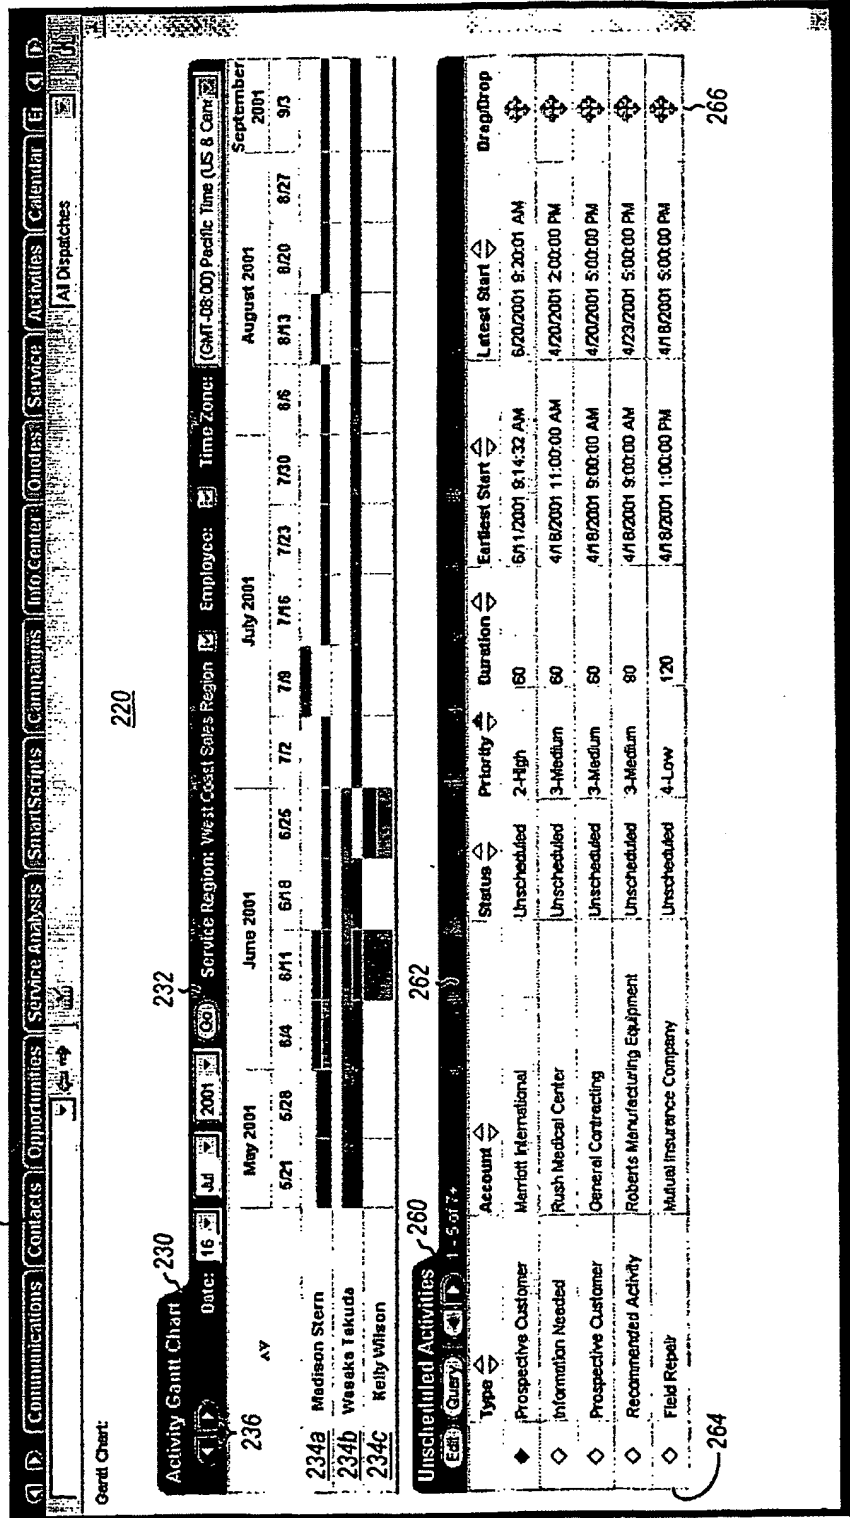 Communications Contacts Opportunities Service Analysis SmartScripts Campaigns Info Center Quotes Service Activities Calendar
All Dispatches
Gantt Chart:
220
Activity Gantt Chart 230
232
Date: 16 Jul 2001 Go Service Region: West Coast Sales Region Employee: Time Zone: (GMT-08:00) Pacific Time (US & Can
236
May 2001 June 2001 July 2001 August 2001 September 2001
5/21 5/28 6/4 6/11 6/18 6/25 7/2 7/9 7/16 7/23 7/30 8/6 8/13 8/20 8/27 9/3
234a Madison Stern
234b Wasaka Takuda
234c Kelly Wilson
Unscheduled Activities 260
262
Edit Query 1 - 5 of 7+
Type Account Status Priority Duration Earliest Start Latest Start Drag/Drop
Prospective Customer Marriott International Unscheduled 2-High 60 6/11/2001 9:14:32 AM 6/20/2001 9:20:01 AM
Information Needed Rush Medical Center Unscheduled 3-Medium 60 4/18/2001 11:00:00 AM 4/20/2001 2:00:00 PM
Prospective Customer General Contracting Unscheduled 3-Medium 60 4/18/2001 9:00:00 AM 4/20/2001 5:00:00 PM
Recommended Activity Roberts Manufacturing Equipment Unscheduled 3-Medium 4/18/2001 9:00:00 AM 4/23/2001 5:00:00 PM
Field Repair Mutual Insurance Company Unscheduled 4-Low 120 4/18/2001 1:00:00 PM 4/18/2001 5:00:00 PM
264
266